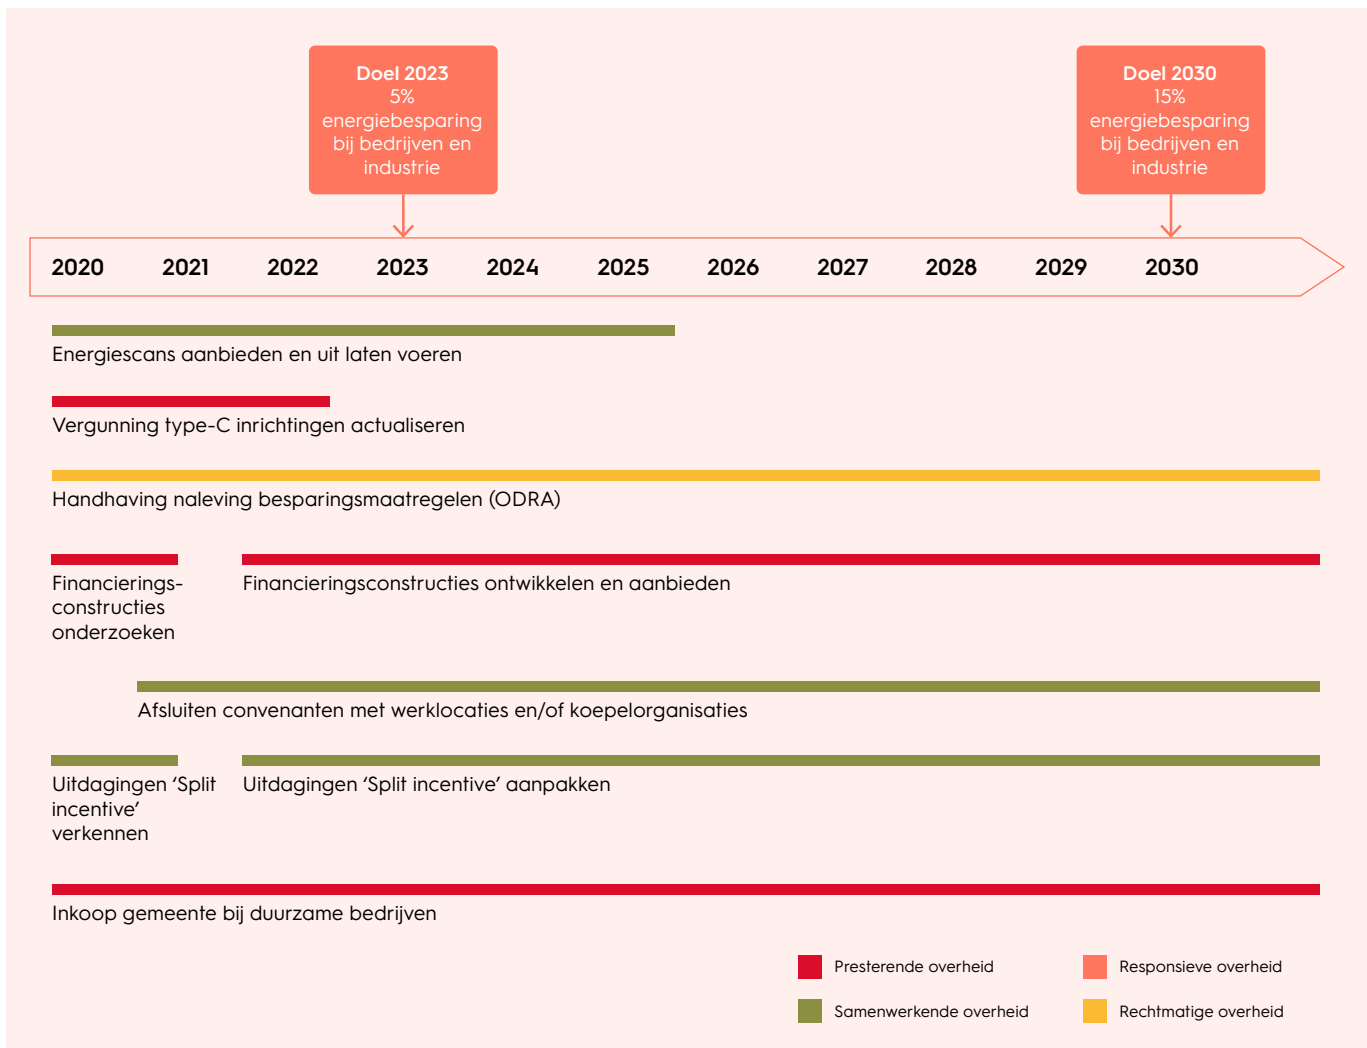 Doel 2023
5%
energiebesparing
bij bedrijven en
industrie
Doel 2030
15%
energiebesparing
bij bedrijven en
industrie
2020 2021 2022 2023 2024 2025 2026 2027 2028 2029 2030
Energiescans aanbieden en uit laten voeren
Vergunning type-C inrichtingen actualiseren
Handhaving naleving besparingsmaatregelen (ODRA)
Financierings-
constructies
onderzoeken
Financieringsconstructies ontwikkelen en aanbieden
Afsluiten convenanten met werklocaties en/of koepelorganisaties
Uitdagingen ‘Split
incentive’
verkennen
Uitdagingen ‘Split incentive’ aanpakken
Inkoop gemeente bij duurzame bedrijven
Presterende overheid
Responsieve overheid
Samenwerkende overheid
Rechtmatige overheid